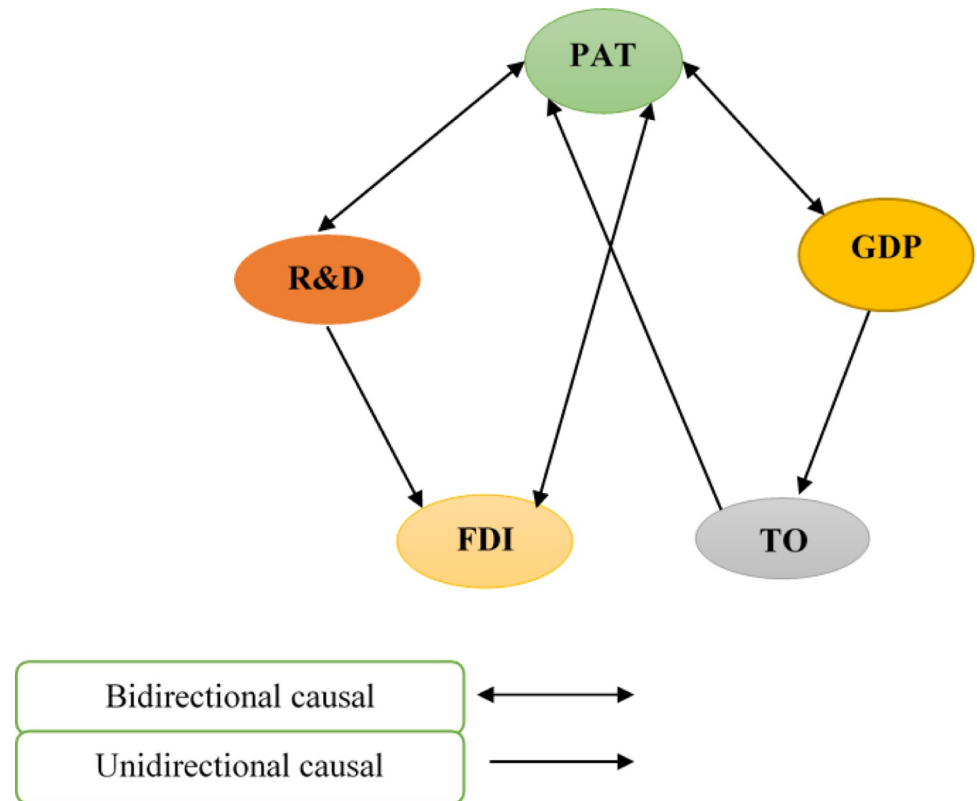 PAT
GDP
R&D
FDI
TO
Bidirectional causal
Unidirectional causal